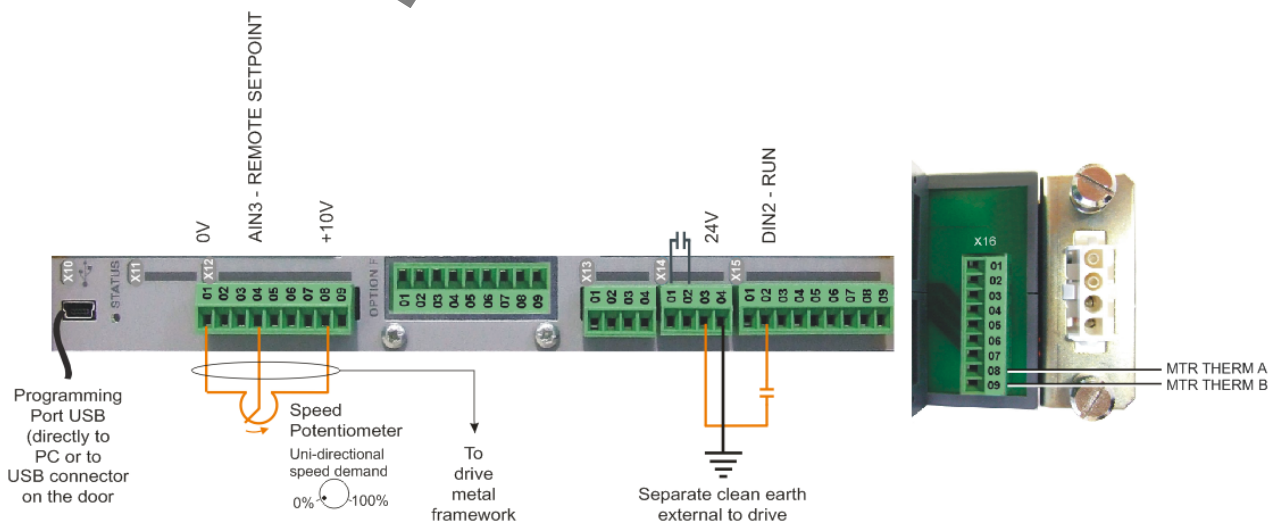 0V
AIN3 - REMOTE SETPOINT
+10V
24V
DIN2 - RUN
X10
STATUS
X11
X12
01 02 03 04 05 06 07 08 09
OPTION F
01 02 03 04 05 06 07 08 09
X13
01 02 03 04
X14
01 02 03 04
X15
01 02 03 04 05 06 07 08 09
X16
01
02
03
04
05
06
07
08
09
MTR THERM A
MTR THERM B
Programming
Port USB
(directly to
PC or to
USB connector
on the door
Speed
Potentiometer
Uni-directional
speed demand
0%
100%
To
drive
metal
framework
Separate clean earth
external to drive